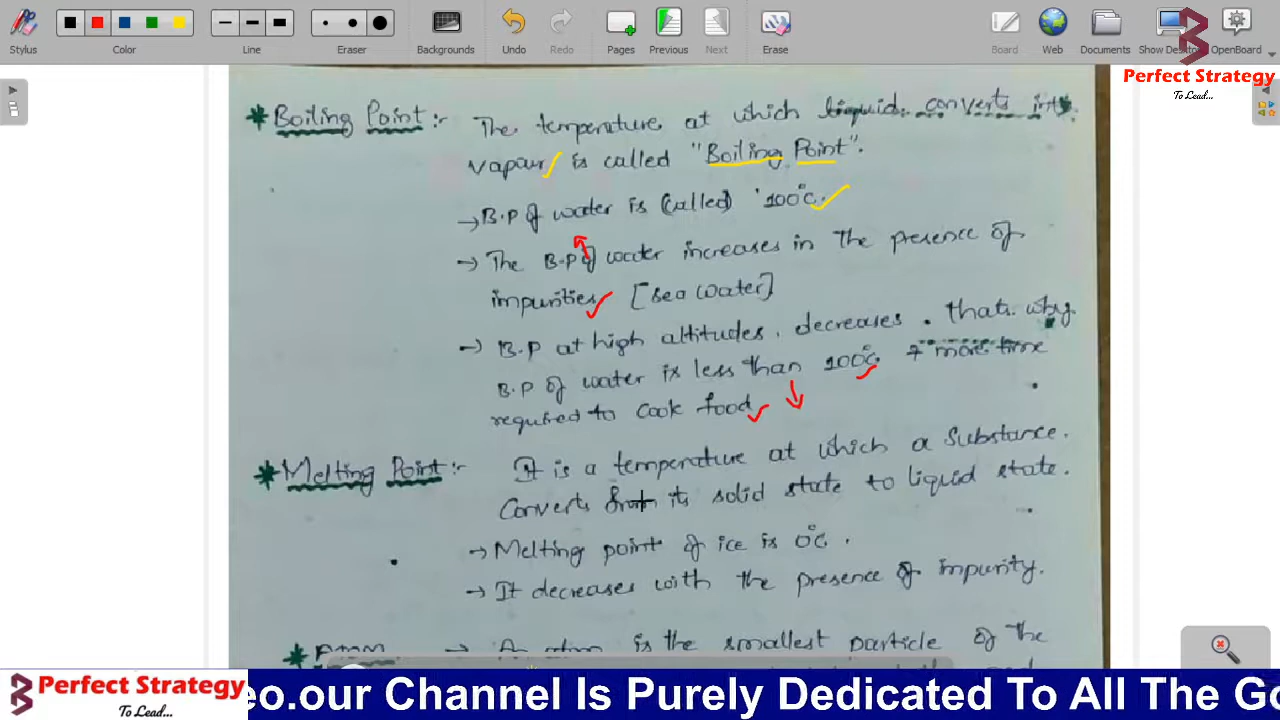 Stylus Color Line Eraser Backgrounds Undo Redo Pages Previous Next Erase Board Web Documents Show Desktop OpenBoard
Perfect Strategy
To Lead...
* Boiling Point :- The temperature at which liquid converts into
vapour is called "Boiling Point".
→ B.P of water is (called) '100°C.
→ The B.P of water increases in the presence of
impurities [Sea Water]
→ B.P at high altitudes, decreases. that's why
B.P of water is less than 100°C + more time
required to cook food
* Melting Point :- It is a temperature at which a substance.
Converts its solid state to liquid state.
→ Melting point of ice is 0°C.
→ It decreases with the presence of impurity.
* → An atom is the smallest particle of the
Perfect Strategy
To Lead...
eo.our Channel Is Purely Dedicated To All The Go